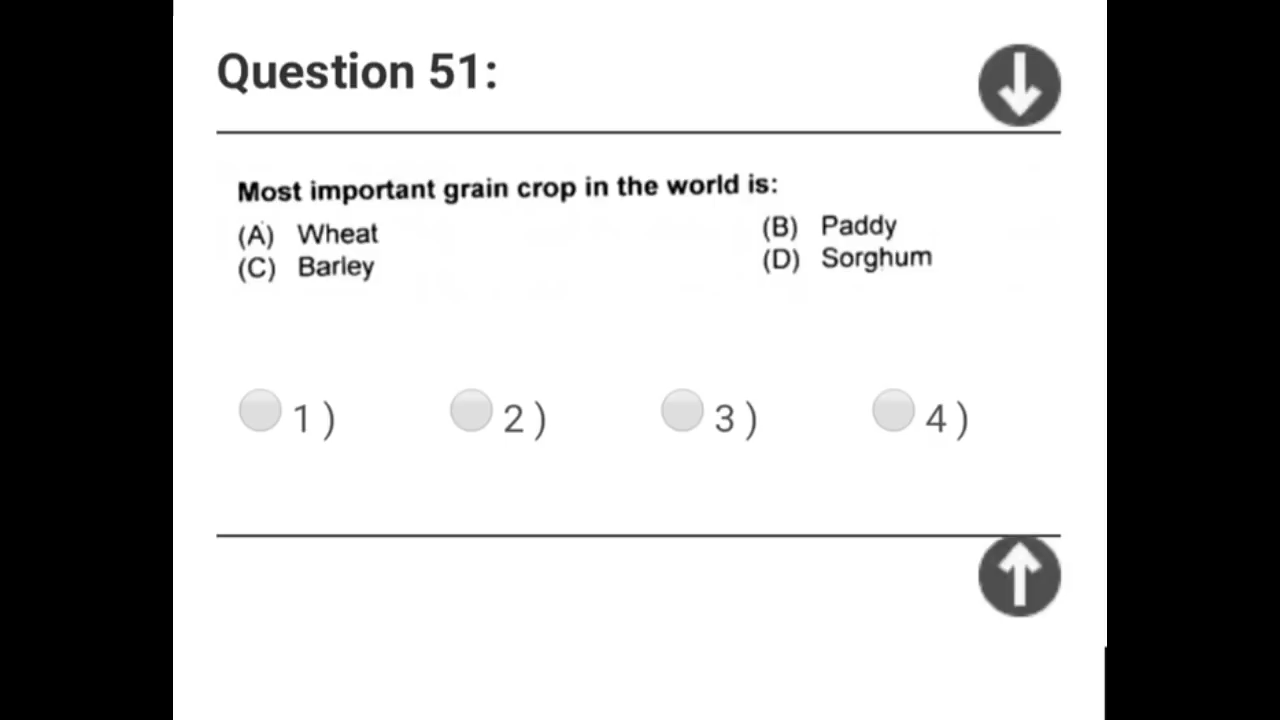 Question 51:
Most important grain crop in the world is:
(A) Wheat (B) Paddy
(C) Barley (D) Sorghum
1 ) 2 ) 3 ) 4 )